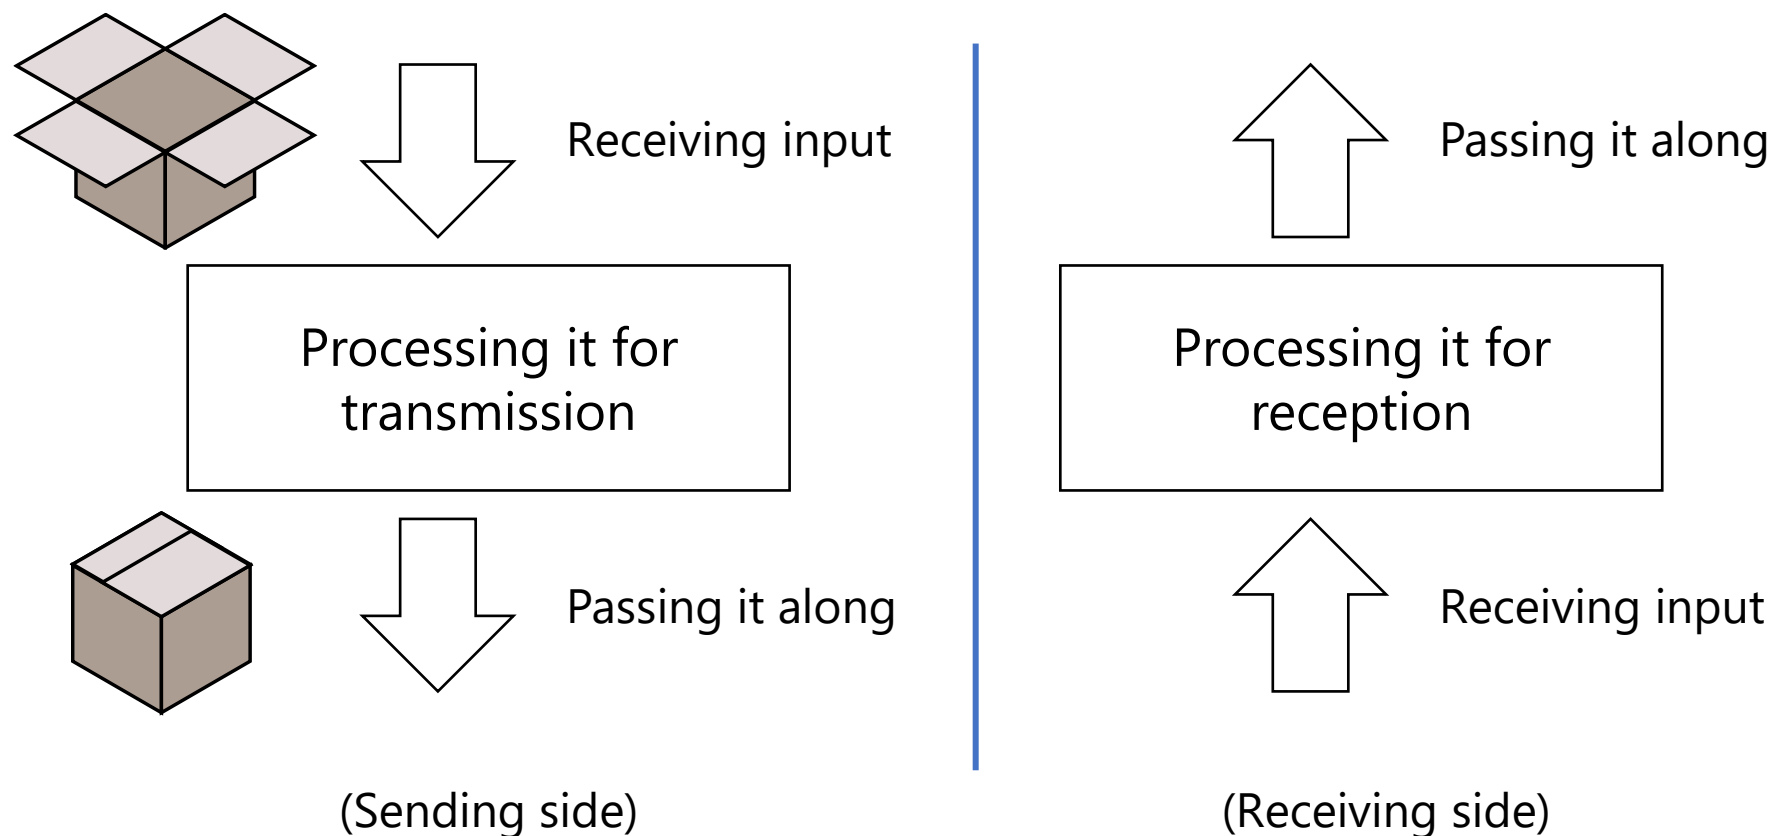 Receiving input
Processing it for
transmission
Passing it along
(Sending side)
Passing it along
Processing it for
reception
Receiving input
(Receiving side)